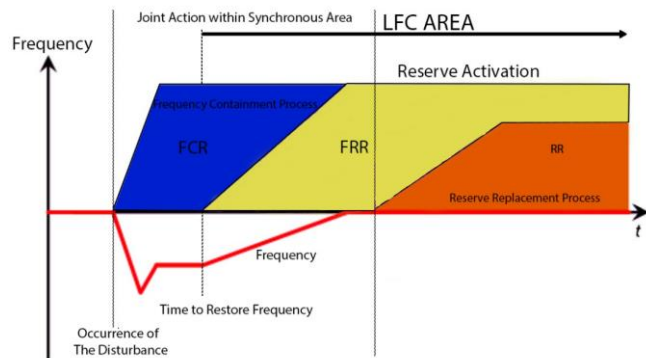 Joint Action within Synchronous Area
LFC AREA
Frequency
Reserve Activation
Frequency Containment Process
FCR
FRR
RR
Reserve Replacement Process
t
Frequency
Time to Restore Frequency
Occurrence of
The Disturbance